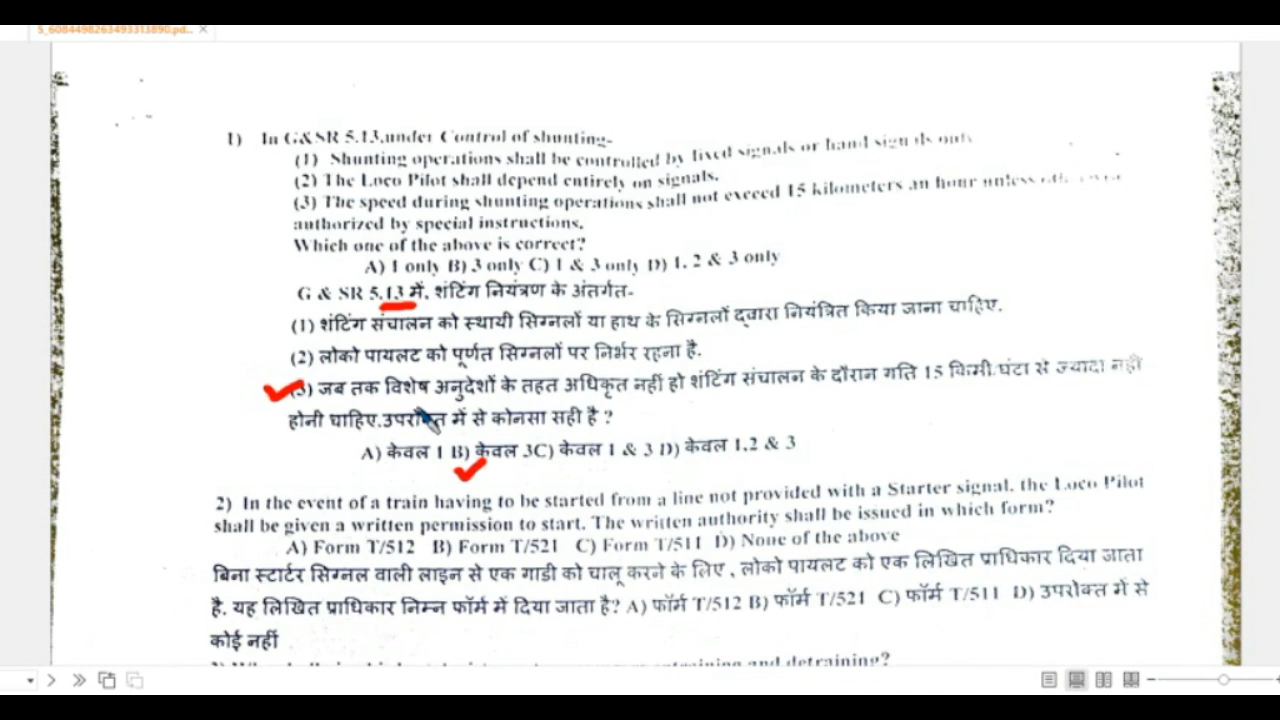 5_6084498263493313890.pd..
1) In G&SR 5.13.under Control of shunting-
(1) Shunting operations shall be controlled by fixed signals or hand signals only
(2) The Loco Pilot shall depend entirely on signals.
(3) The speed during shunting operations shall not exceed 15 kilometers an hour unless
authorized by special instructions.
Which one of the above is correct?
A) 1 only B) 3 only C) 1 & 3 only D) 1, 2 & 3 only
G & SR 5.13 में, शंटिंग नियंत्रण के अंतर्गत-
(1) शंटिंग संचालन को स्थायी सिग्नलों या हाथ के सिग्नलों द्वारा नियंत्रित किया जाना चाहिए.
(2) लोको पायलट को पूर्णत सिग्नलों पर निर्भर रहना है.
(3) जब तक विशेष अनुदेशों के तहत अधिकृत नहीं हो शंटिंग संचालन के दौरान गति 15 कि.मी.घंटा से ज्यादा नहीं
होनी चाहिए.उपरोक्त में से कोनसा सही है ?
A) केवल 1 B) केवल 3C) केवल 1 & 3 D) केवल 1,2 & 3
2) In the event of a train having to be started from a line not provided with a Starter signal, the Loco Pilot
shall be given a written permission to start. The written authority shall be issued in which form?
A) Form T/512 B) Form T/521 C) Form T/511 D) None of the above
बिना स्टार्टर सिग्नल वाली लाइन से एक गाडी को चालू करने के लिए , लोको पायलट को एक लिखित प्राधिकार दिया जाता
है. यह लिखित प्राधिकार निम्न फॉर्म में दिया जाता है? A) फॉर्म T/512 B) फॉर्म T/521 C) फॉर्म T/511 D) उपरोक्त में से
कोई नहीं
and detraining?